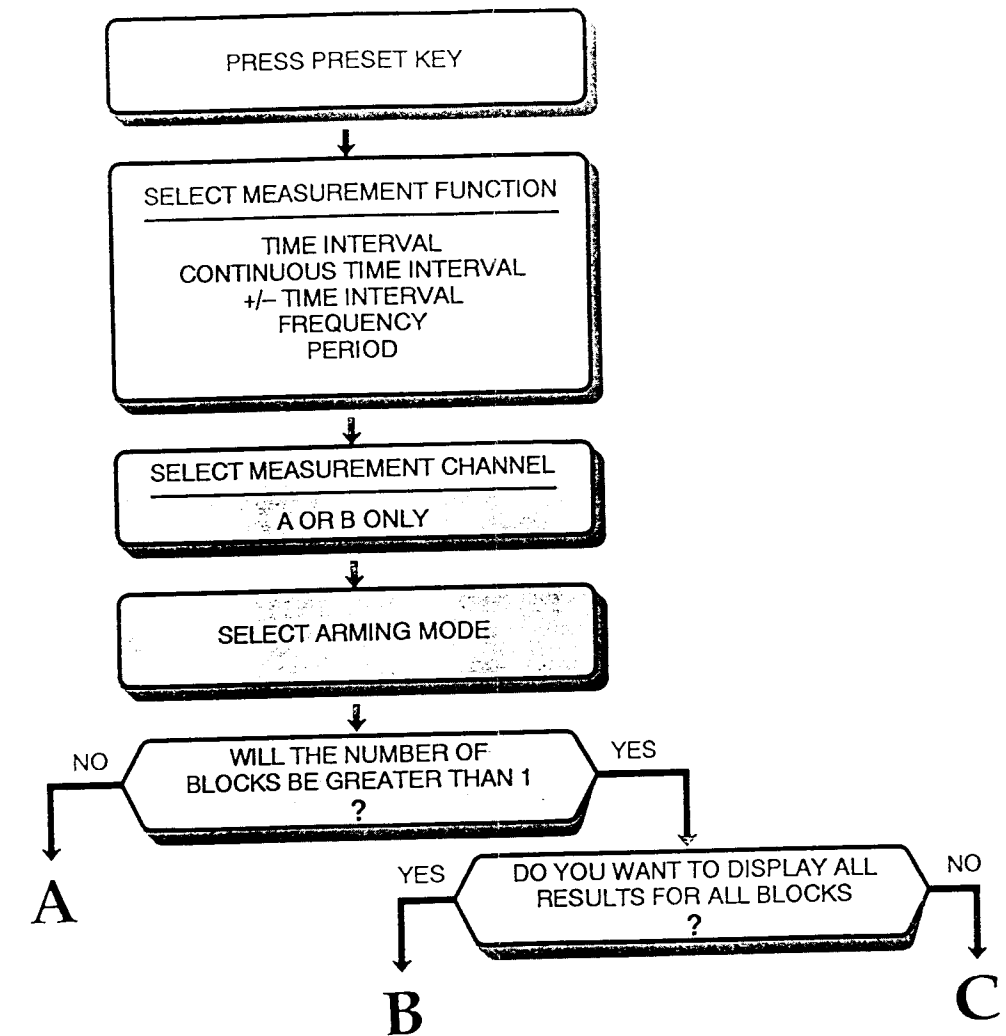 PRESS PRESET KEY
SELECT MEASUREMENT FUNCTION
TIME INTERVAL
CONTINUOUS TIME INTERVAL
+/– TIME INTERVAL
FREQUENCY
PERIOD
SELECT MEASUREMENT CHANNEL
A OR B ONLY
SELECT ARMING MODE
WILL THE NUMBER OF
BLOCKS BE GREATER THAN 1
?
NO
YES
A
DO YOU WANT TO DISPLAY ALL
RESULTS FOR ALL BLOCKS
?
YES
NO
B
C